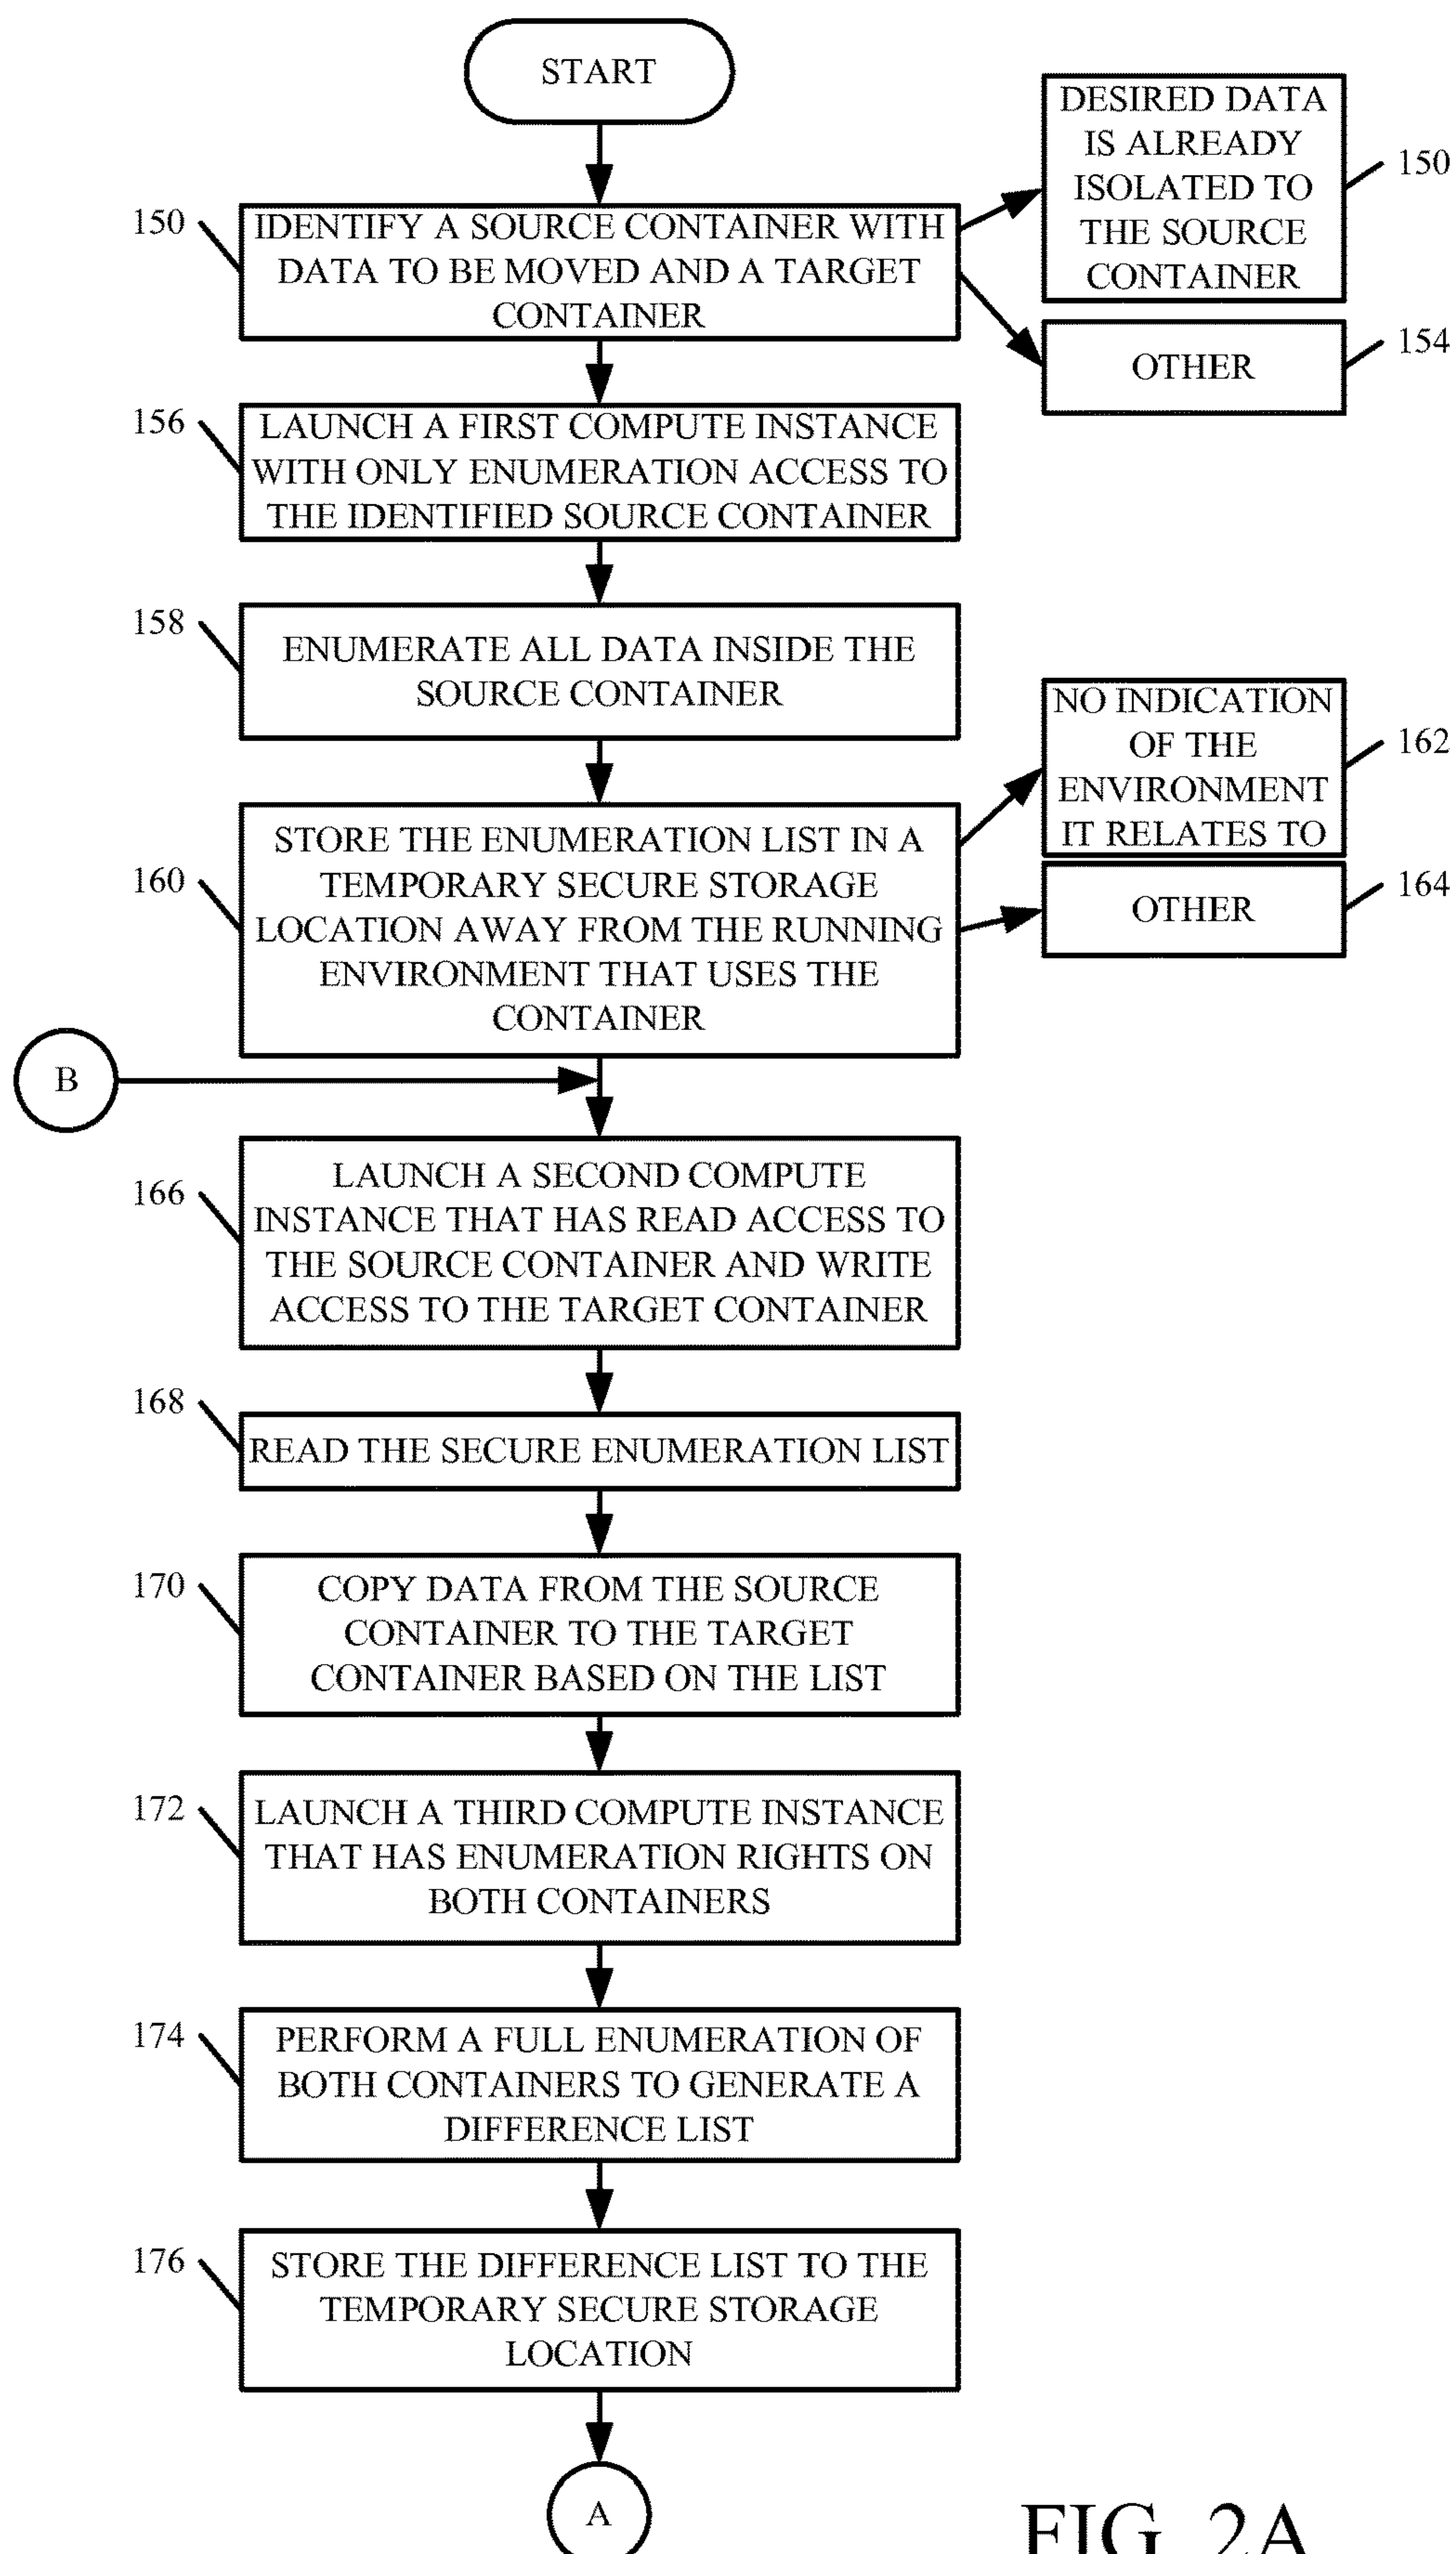 START
150
IDENTIFY A SOURCE CONTAINER WITH
DATA TO BE MOVED AND A TARGET
CONTAINER
DESIRED DATA
IS ALREADY
ISOLATED TO
THE SOURCE
CONTAINER
150
OTHER
154
156
LAUNCH A FIRST COMPUTE INSTANCE
WITH ONLY ENUMERATION ACCESS TO
THE IDENTIFIED SOURCE CONTAINER
158
ENUMERATE ALL DATA INSIDE THE
SOURCE CONTAINER
160
STORE THE ENUMERATION LIST IN A
TEMPORARY SECURE STORAGE
LOCATION AWAY FROM THE RUNNING
ENVIRONMENT THAT USES THE
CONTAINER
NO INDICATION
OF THE
ENVIRONMENT
IT RELATES TO
162
OTHER
164
B
166
LAUNCH A SECOND COMPUTE
INSTANCE THAT HAS READ ACCESS TO
THE SOURCE CONTAINER AND WRITE
ACCESS TO THE TARGET CONTAINER
168
READ THE SECURE ENUMERATION LIST
170
COPY DATA FROM THE SOURCE
CONTAINER TO THE TARGET
CONTAINER BASED ON THE LIST
172
LAUNCH A THIRD COMPUTE INSTANCE
THAT HAS ENUMERATION RIGHTS ON
BOTH CONTAINERS
174
PERFORM A FULL ENUMERATION OF
BOTH CONTAINERS TO GENERATE A
DIFFERENCE LIST
176
STORE THE DIFFERENCE LIST TO THE
TEMPORARY SECURE STORAGE
LOCATION
A
FIG. 2A